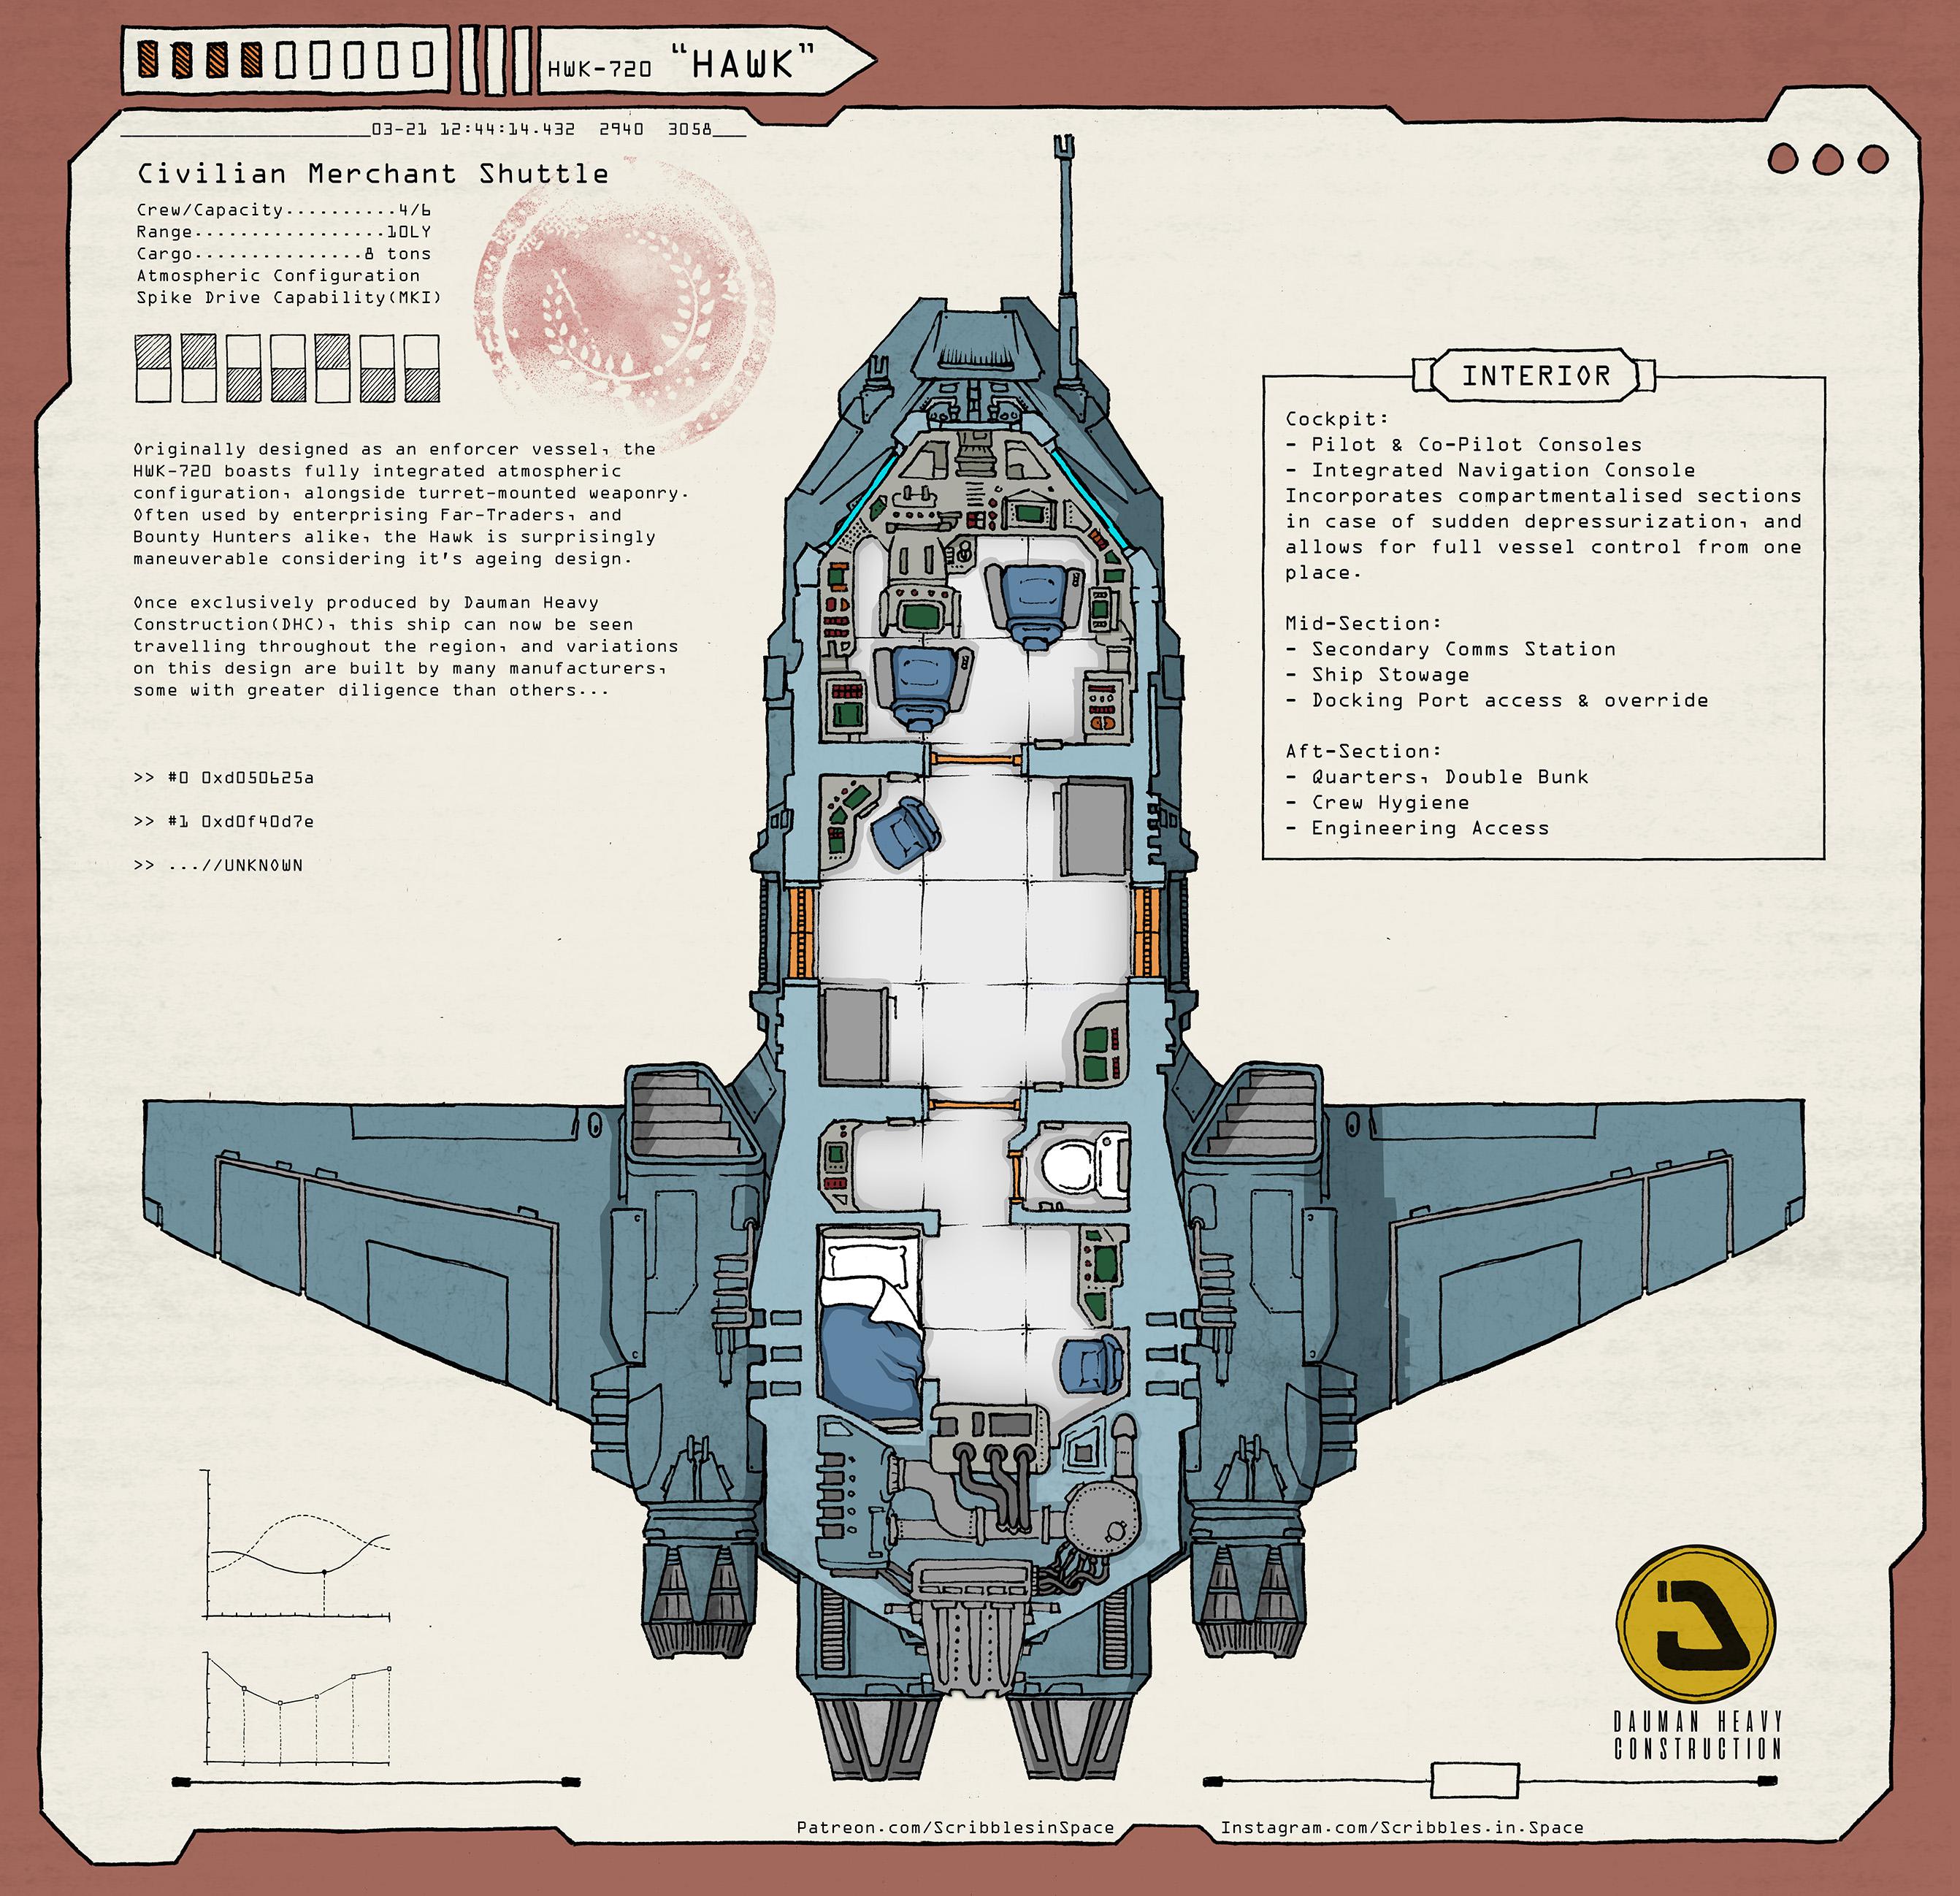 HWK-720 “HAWK”
03-21 12:44:14.432 2940 3058
Civilian Merchant Shuttle
Crew/Capacity..........4/6
Range.................10LY
Cargo...............8 tons
Atmospheric Configuration
Spike Drive Capability(MKI)
Originally designed as an enforcer vessel, the
HWK-720 boasts fully integrated atmospheric
configuration, alongside turret-mounted weaponry.
Often used by enterprising Far-Traders, and
Bounty Hunters alike, the Hawk is surprisingly
maneuverable considering it's ageing design.
Once exclusively produced by Dauman Heavy
Construction(DHC), this ship can now be seen
travelling throughout the region, and variations
on this design are built by many manufacturers,
some with greater diligence than others...
>> #0 0xd050b25a
>> #1 0xd0f40d7e
>> ...//UNKNOWN
INTERIOR
Cockpit:
- Pilot & Co-Pilot Consoles
- Integrated Navigation Console
Incorporates compartmentalised sections
in case of sudden depressurization, and
allows for full vessel control from one
place.
Mid-Section:
- Secondary Comms Station
- Ship Stowage
- Docking Port access & override
Aft-Section:
- Quarters, Double Bunk
- Crew Hygiene
- Engineering Access
DAUMAN HEAVY
CONSTRUCTION
Patreon.com/ScribblesinSpace
Instagram.com/Scribbles.in.Space